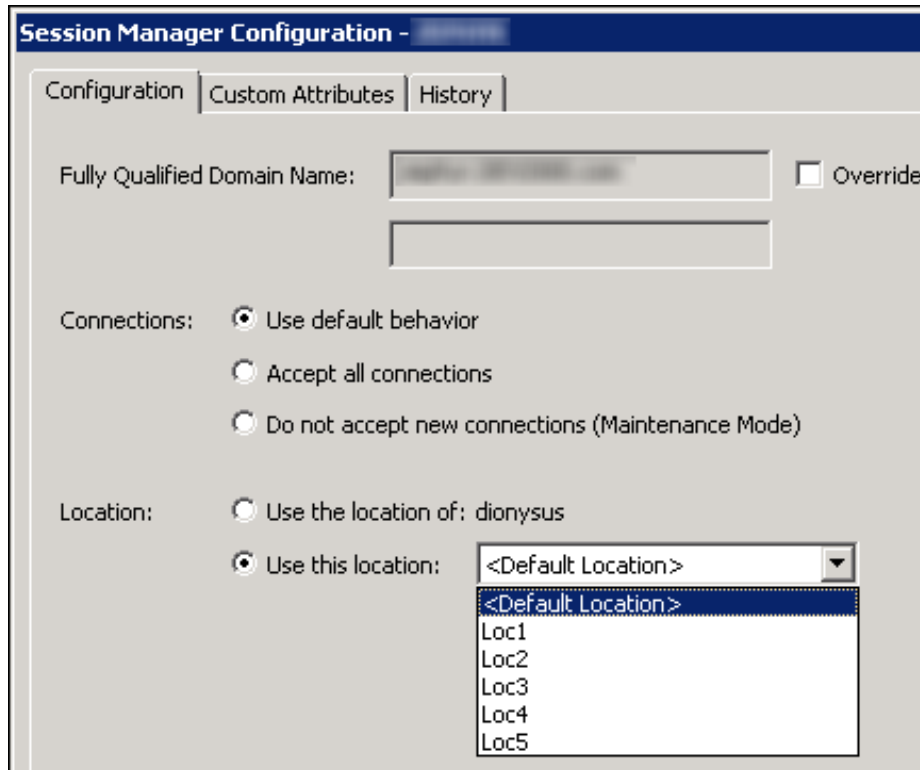 Session Manager Configuration -
Configuration Custom Attributes History
Fully Qualified Domain Name: Override
Connections: Use default behavior
Accept all connections
Do not accept new connections (Maintenance Mode)
Location: Use the location of: dionysus
Use this location: <Default Location>
<Default Location>
Loc1
Loc2
Loc3
Loc4
Loc5